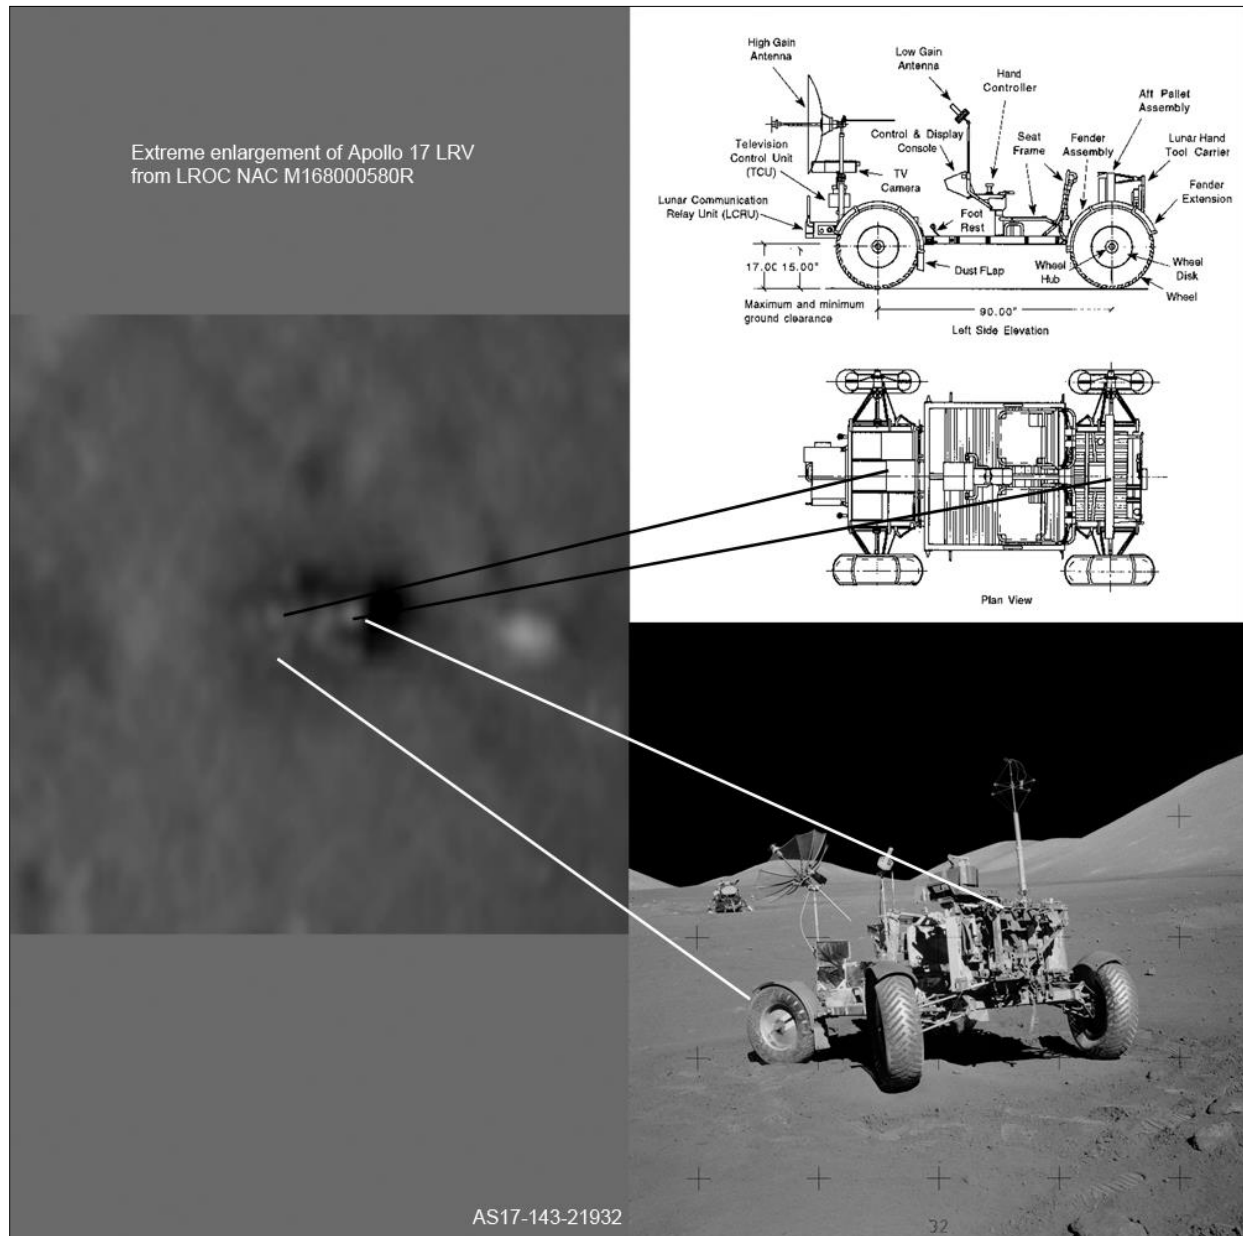 Extreme enlargement of Apollo 17 LRV
from LROC NAC M168000580R
High Gain
Antenna
Low Gain
Antenna
Hand
Controller
Aft Pallet
Assembly
Television
Control Unit
(TCU)
TV
Camera
Control & Display
Console
Seat
Frame
Fender
Assembly
Lunar Hand
Tool Carrier
Fender
Extension
Lunar Communication
Relay Unit (LCRU)
Foot
Rest
17.00 15.00"
Dust FLap
Wheel
Hub
Wheel
Disk
Wheel
Maximum and minimum
ground clearance
90.00"
Left Side Elevation
Plan View
AS17-143-21932
32